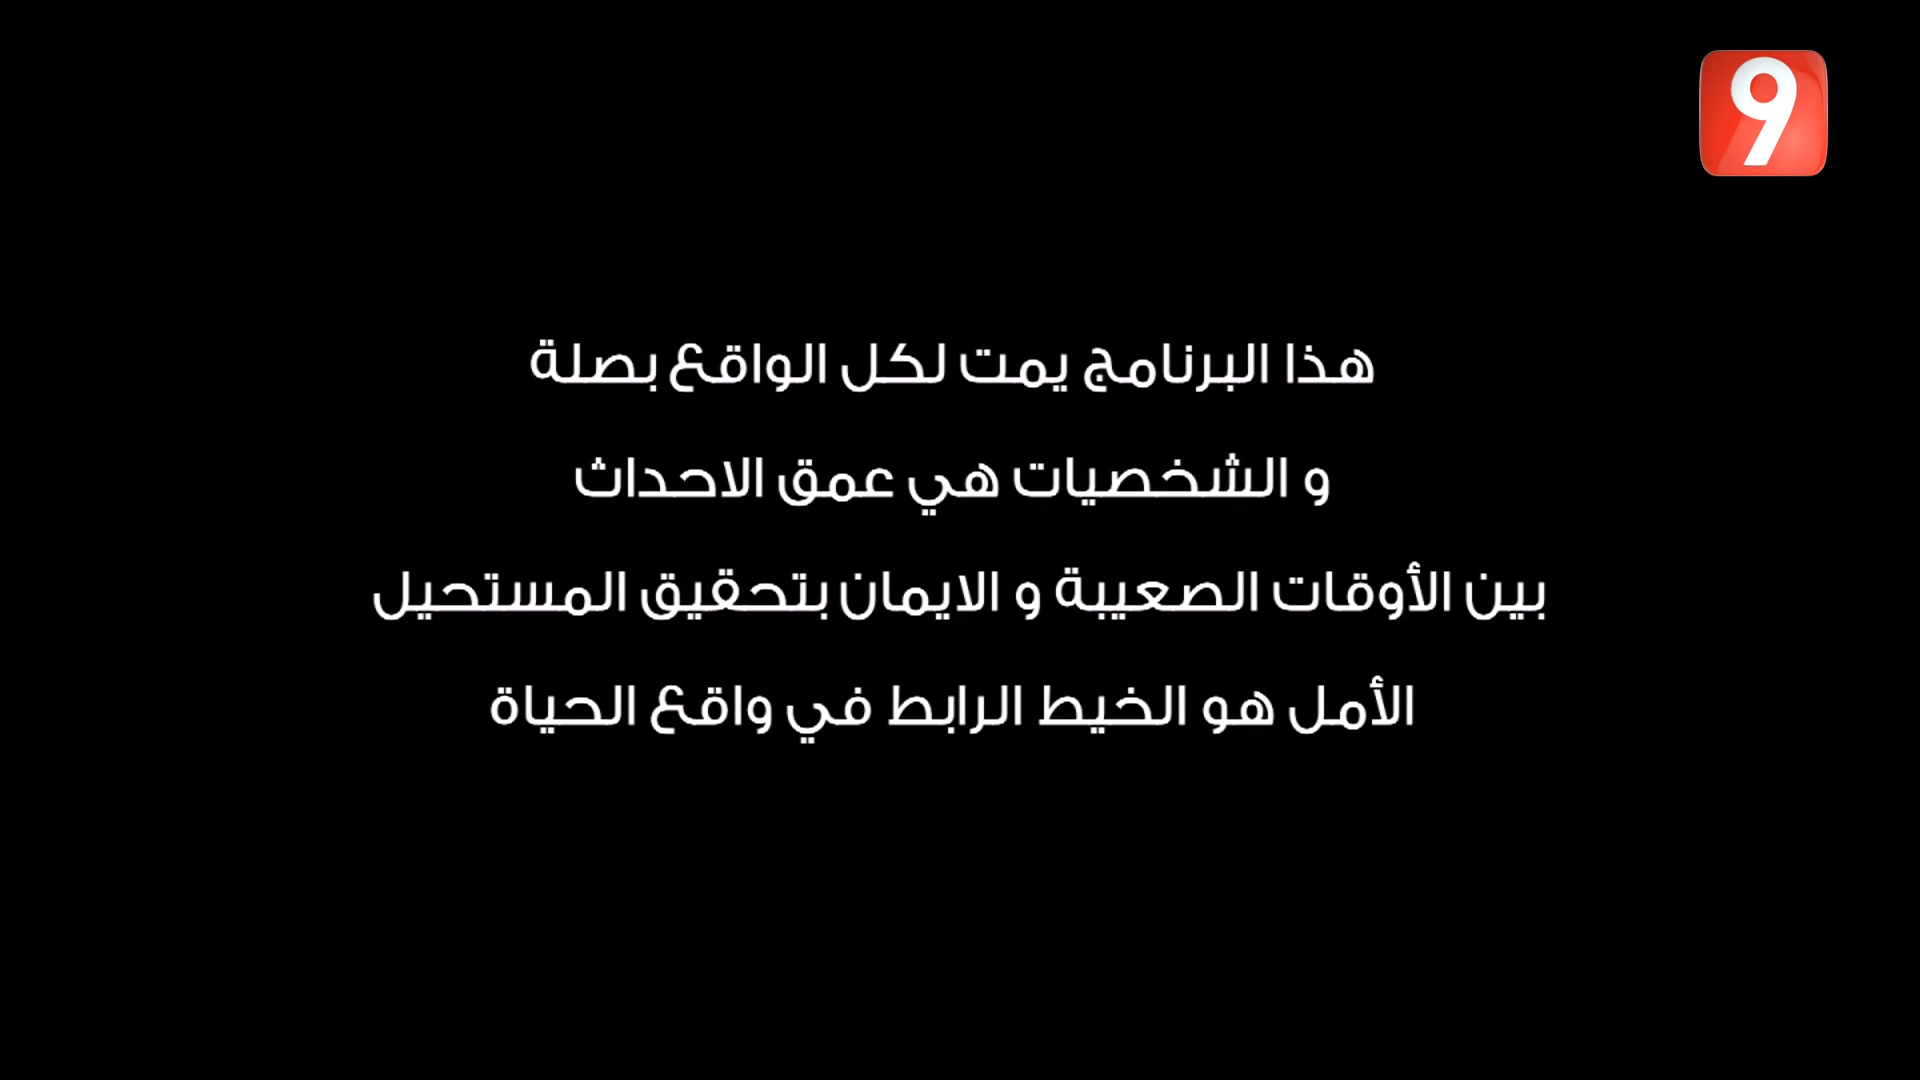 9
هذا البرنامج يمت لكل الواقع بصلة
و الشخصيات هي عمق الاحداث
بين الأوقات الصعيبة و الايمان بتحقيق المستحيل
الأمل هو الخيط الرابط في واقع الحياة